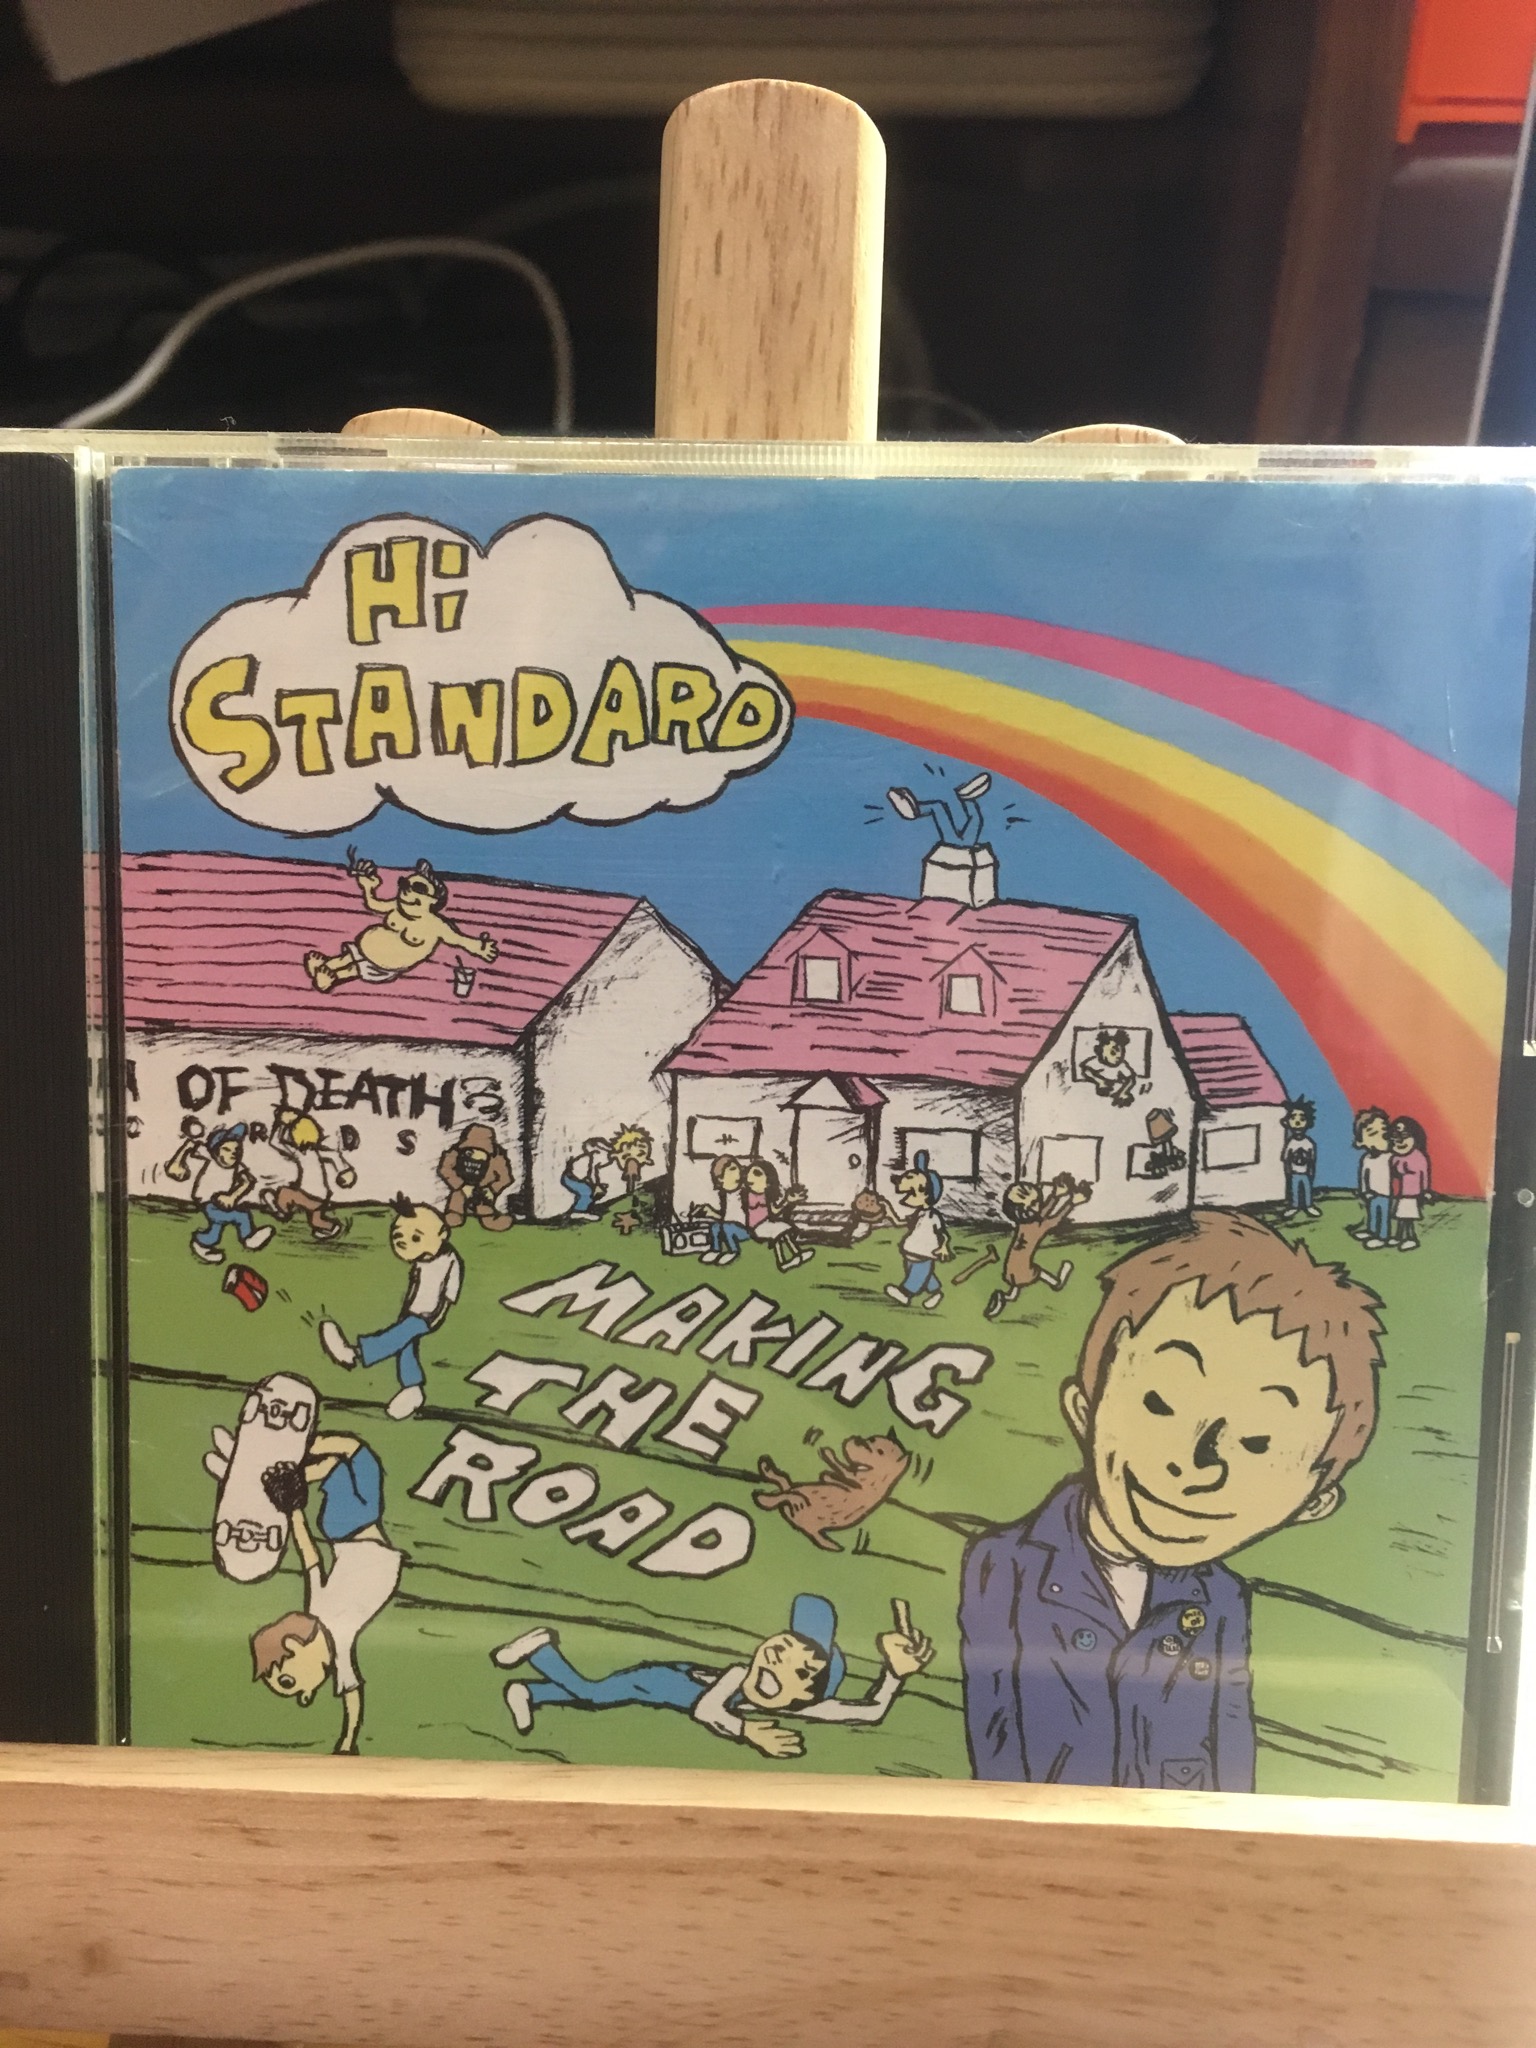 Hi
STANDARD
OF DEATH
MAKING
THE
ROAD